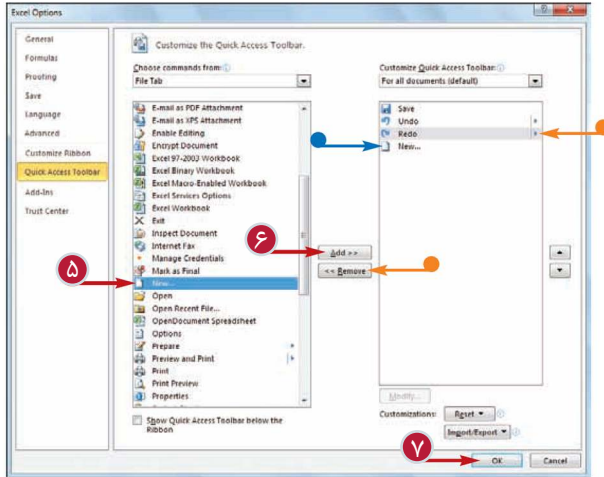 Excel Options
General
Formulas
Proofing
Save
Language
Advanced
Customize Ribbon
Quick Access Toolbar
Add-Ins
Trust Center
Customize the Quick Access Toolbar.
Choose commands from:
File Tab
E-mail as PDF Attachment
E-mail as XPS Attachment
Enable Editing
Encrypt Document
Excel 97-2003 Workbook
Excel Binary Workbook
Excel Macro-Enabled Workbook
Excel Services Options
Excel Workbook
Exit
Inspect Document
Internet Fax
Manage Credentials
Mark as Final
۵
New...
Open
Open Recent File...
OpenDocument Spreadsheet
Options
Prepare
Preview and Print
Print
Print Preview
Properties
Show Quick Access Toolbar below the
Ribbon
۶
Add >>
<< Remove
Customize Quick Access Toolbar:
For all documents (default)
Save
Undo
Redo
New...
Modify...
Customizations: Reset
Import/Export
۷
OK Cancel